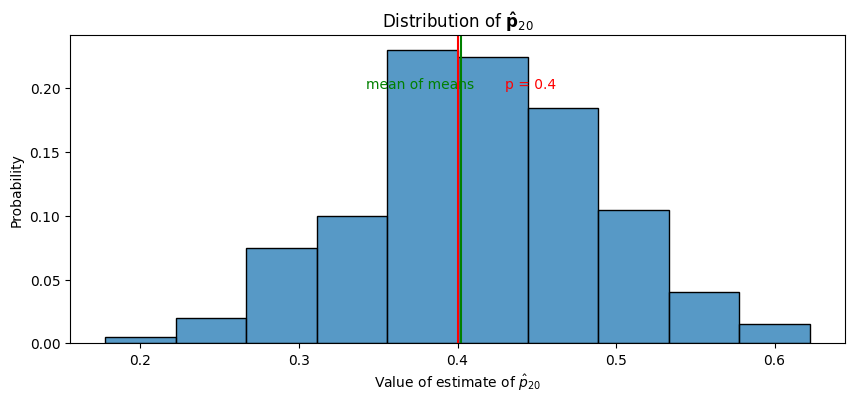 Distribution of p̂₂₀
Probability
0.20
0.15
0.10
0.05
0.00
mean of means
p = 0.4
0.2 0.3 0.4 0.5 0.6
Value of estimate of p̂₂₀